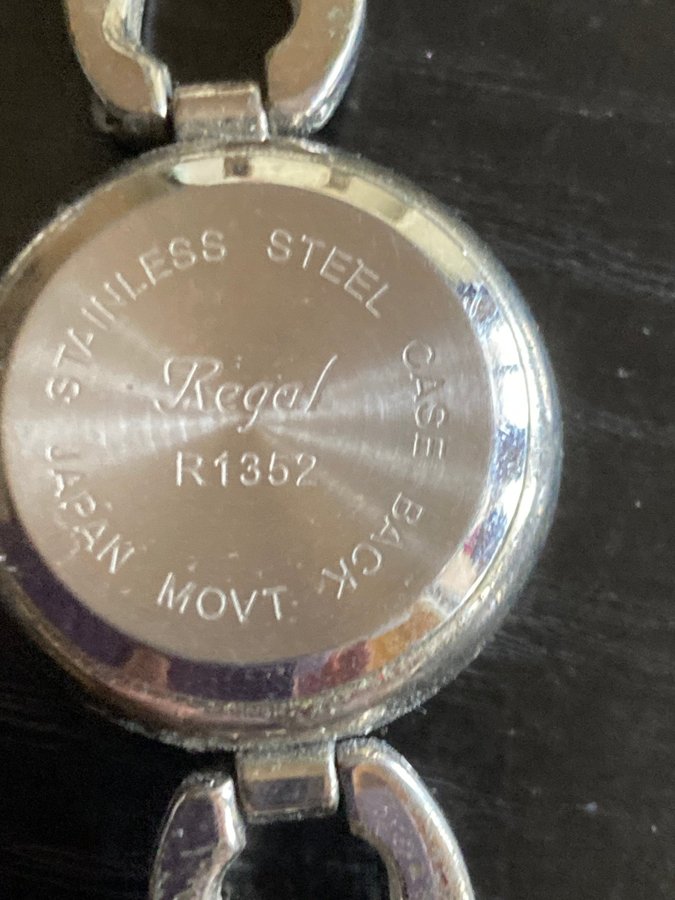 STAINLESS STEEL CASE BACK
Regal
R1352
JAPAN MOVT